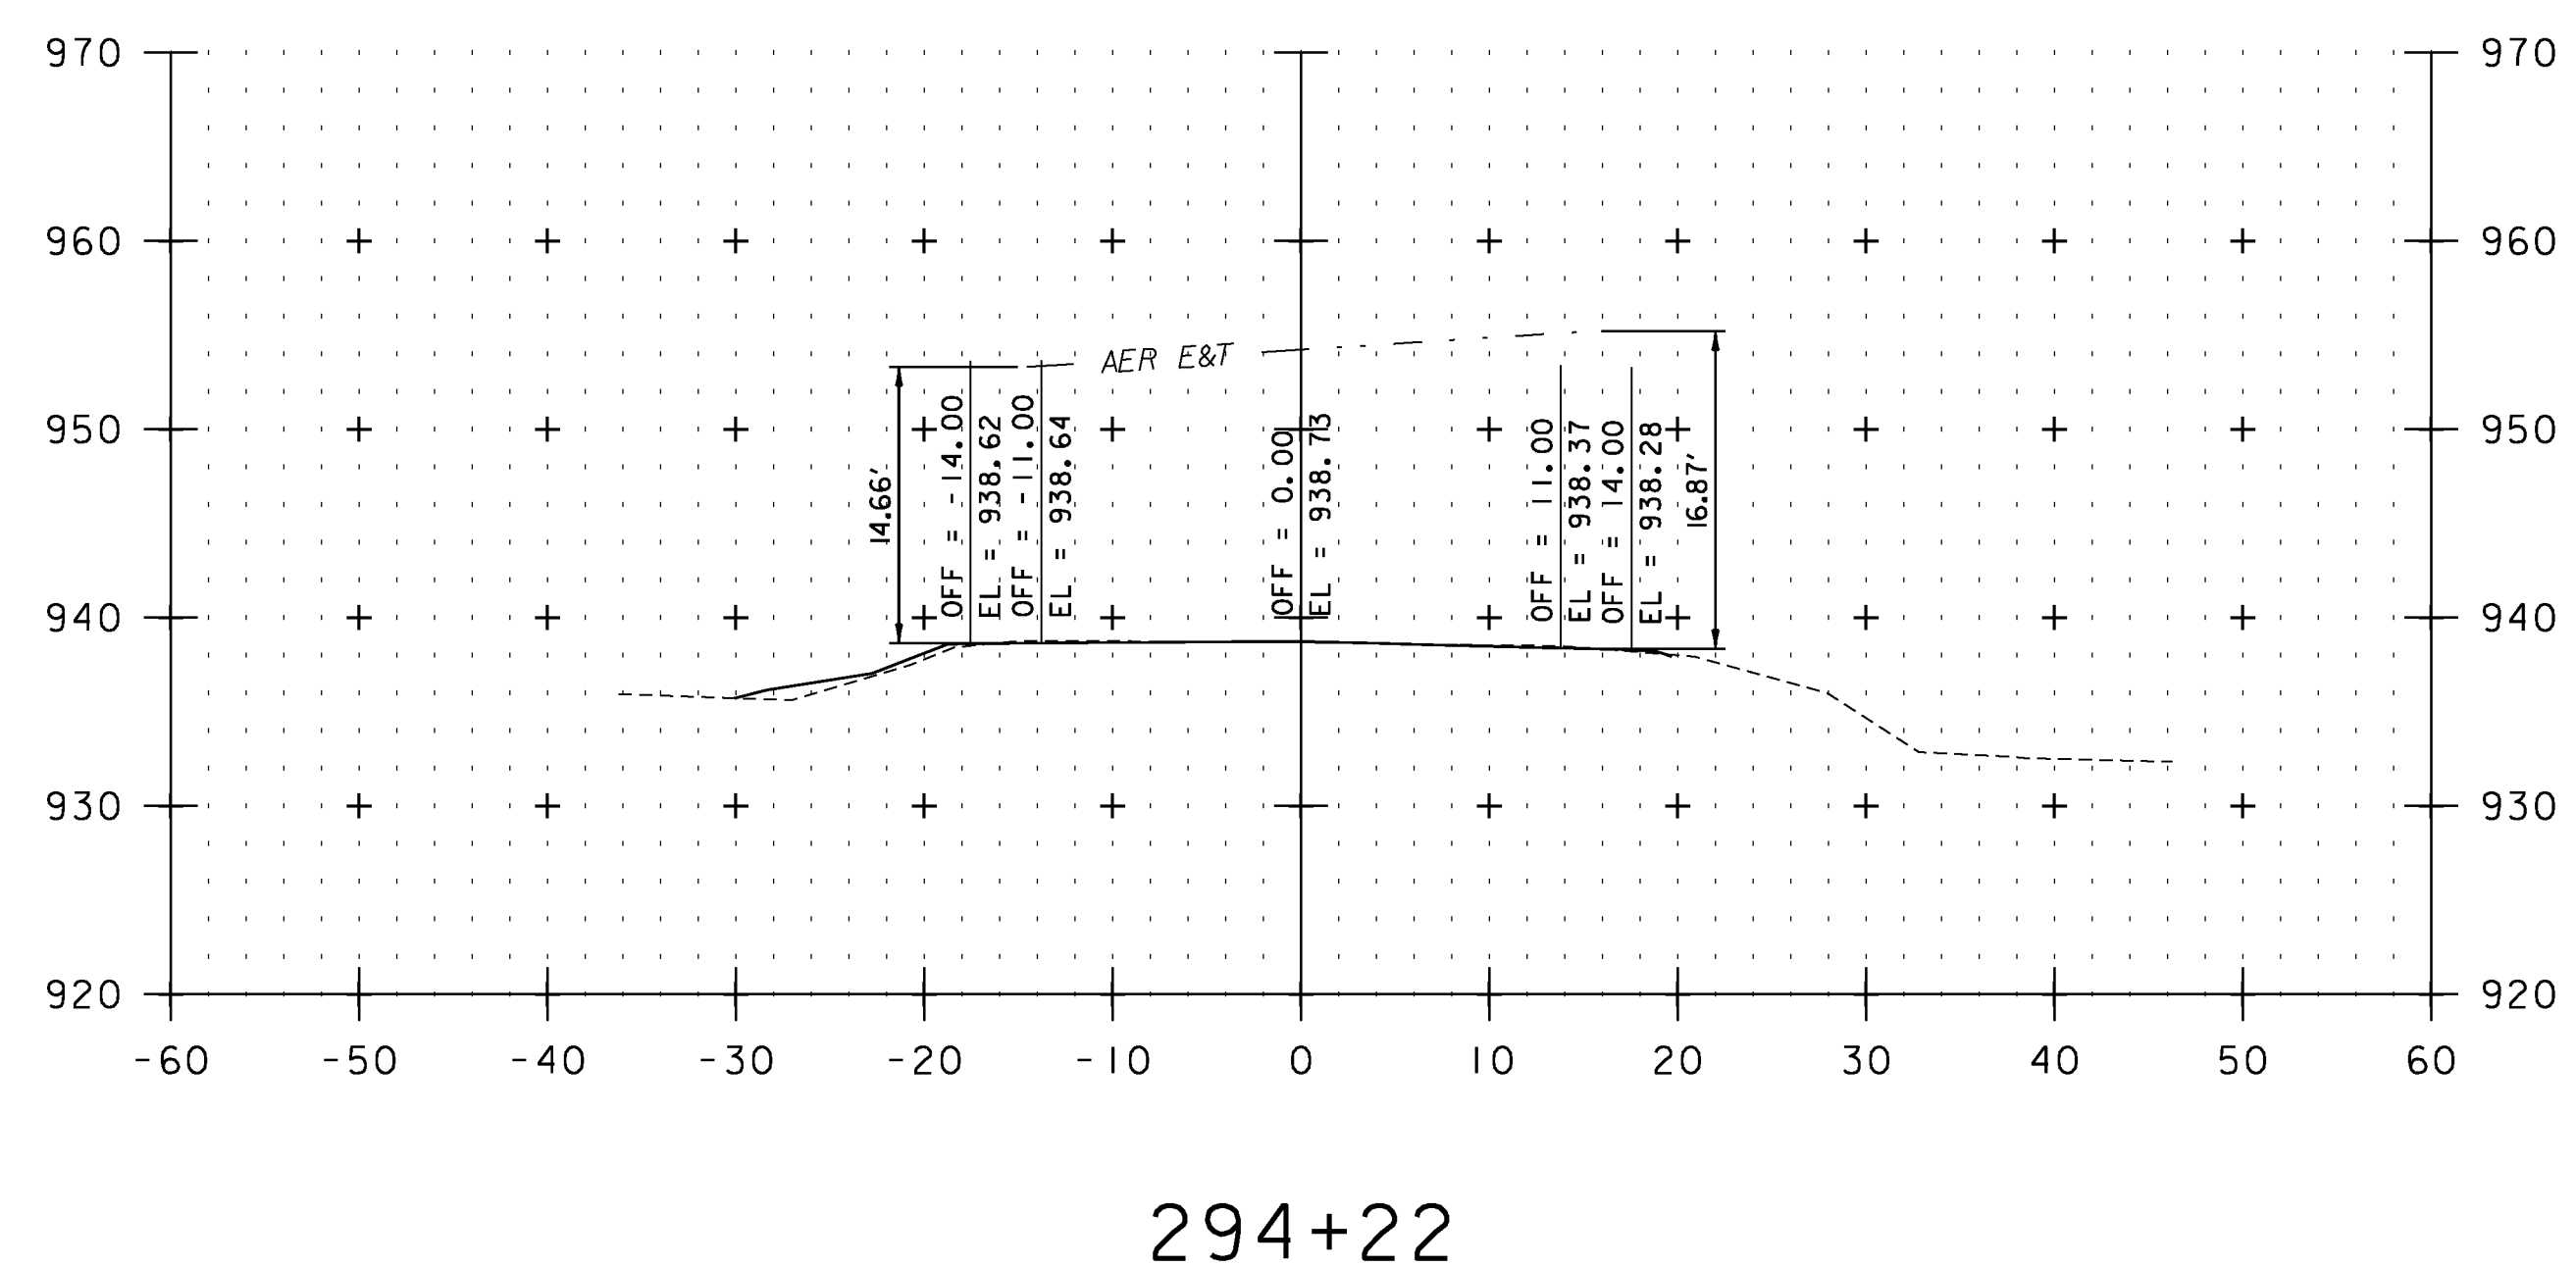 970 970
960 960
AER E&T
950 950
14.66'
OFF = -14.00
EL = 938.62
OFF = -11.00
EL = 938.64
OFF = 0.00
EL = 938.73
OFF = 11.00
EL = 938.37
OFF = 14.00
EL = 938.28
16.87'
940 940
930 930
920 920
-60 -50 -40 -30 -20 -10 0 10 20 30 40 50 60
294+22